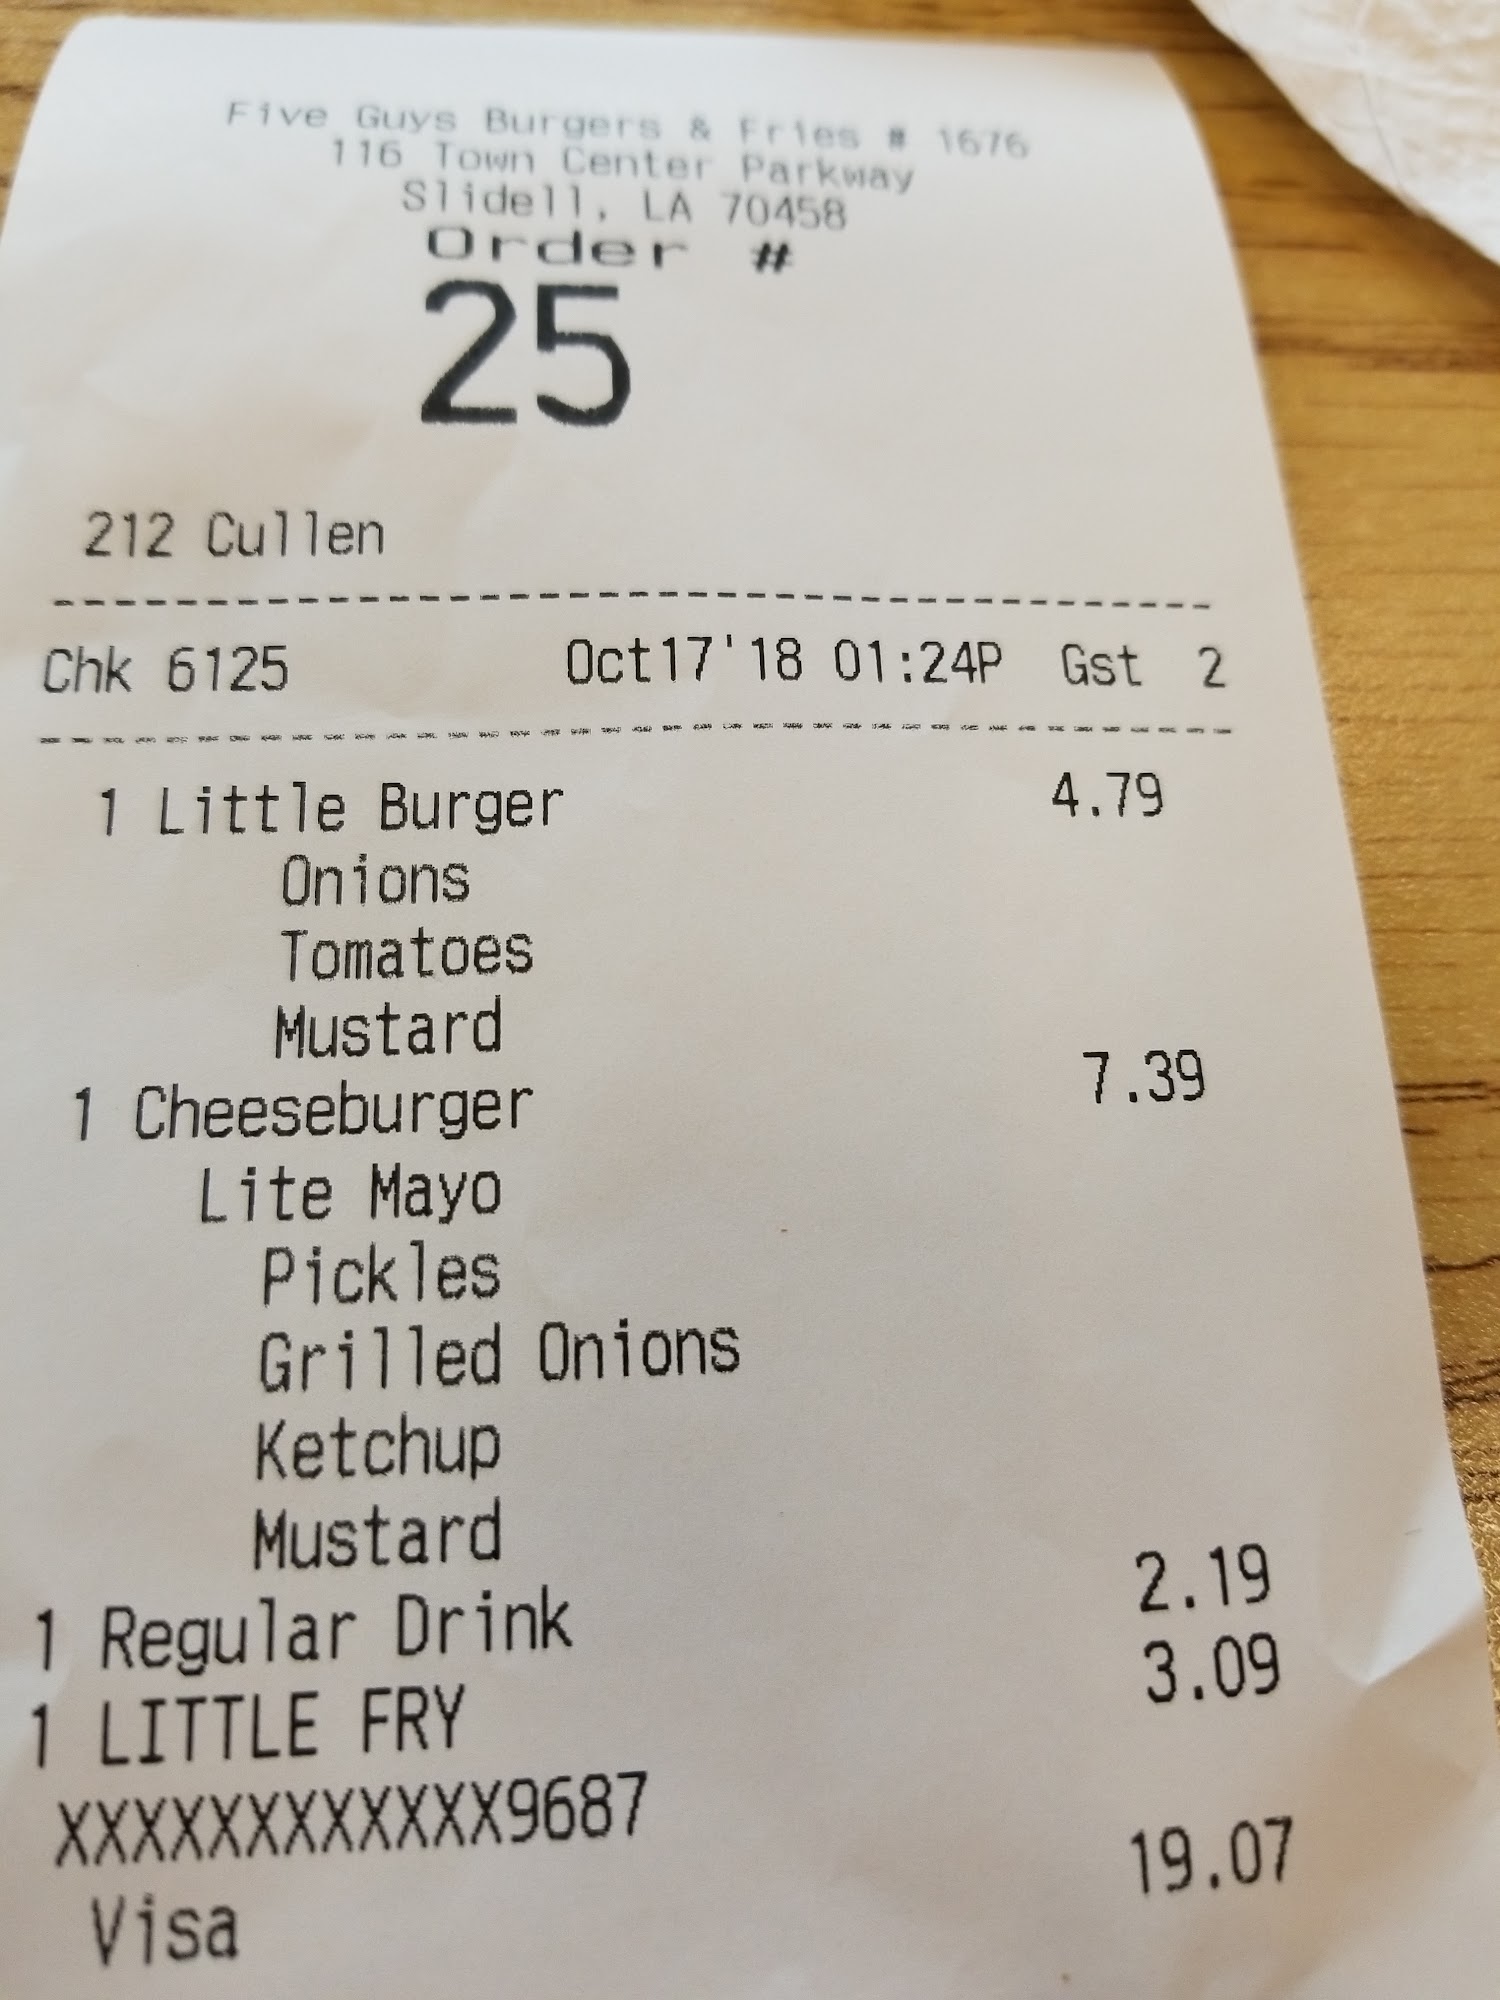 Five Guys Burgers & Fries # 1676
116 Town Center Parkway
Slidell, LA 70458
Order #
25
212 Cullen
----------------------------------------
Chk 6125 Oct17'18 01:24P Gst 2
----------------------------------------
1 Little Burger 4.79
Onions
Tomatoes
Mustard
1 Cheeseburger 7.39
Lite Mayo
Pickles
Grilled Onions
Ketchup
Mustard
1 Regular Drink 2.19
1 LITTLE FRY 3.09
XXXXXXXXXXXX9687
Visa 19.07